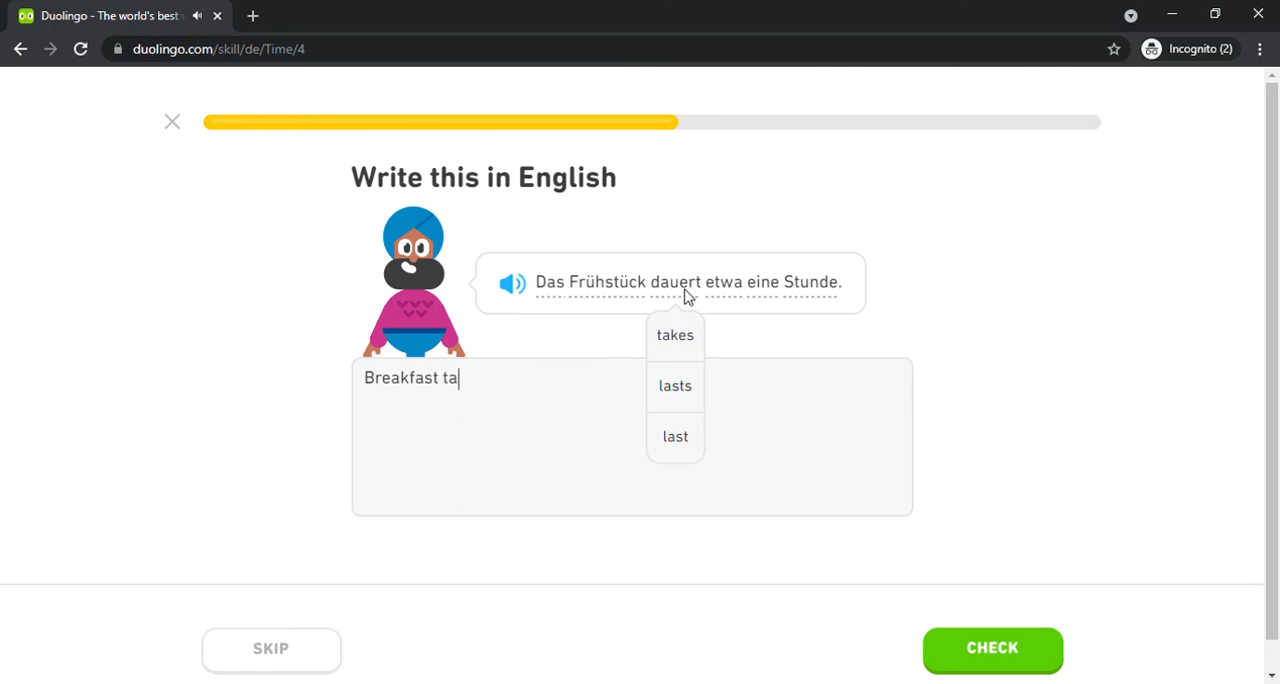 Duolingo - The world's best
duolingo.com/skill/de/Time/4
Incognito (2)
Write this in English
Das Frühstück dauert etwa eine Stunde.
takes
lasts
last
Breakfast ta
SKIP
CHECK